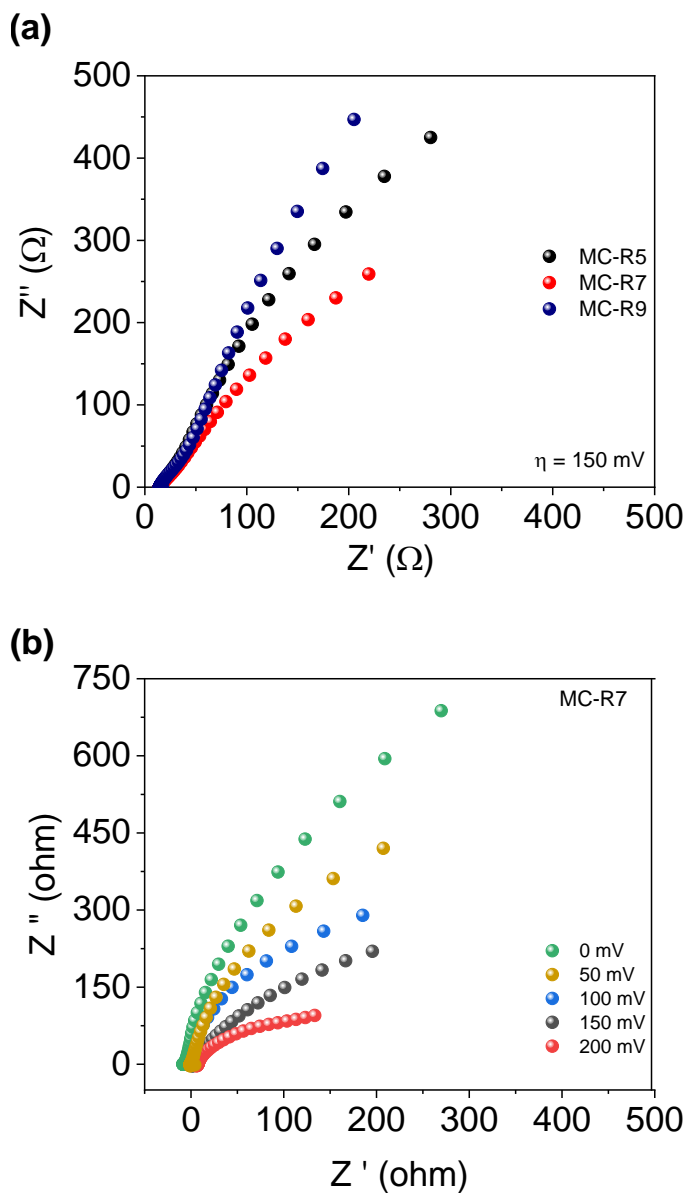 (a)
500
400
300
200
100
0
Z'' (Ω)
MC-R5
MC-R7
MC-R9
η = 150 mV
0 100 200 300 400 500
Z' (Ω)
(b)
750
600
450
300
150
0
Z '' (ohm)
MC-R7
0 mV
50 mV
100 mV
150 mV
200 mV
0 100 200 300 400 500
Z ' (ohm)